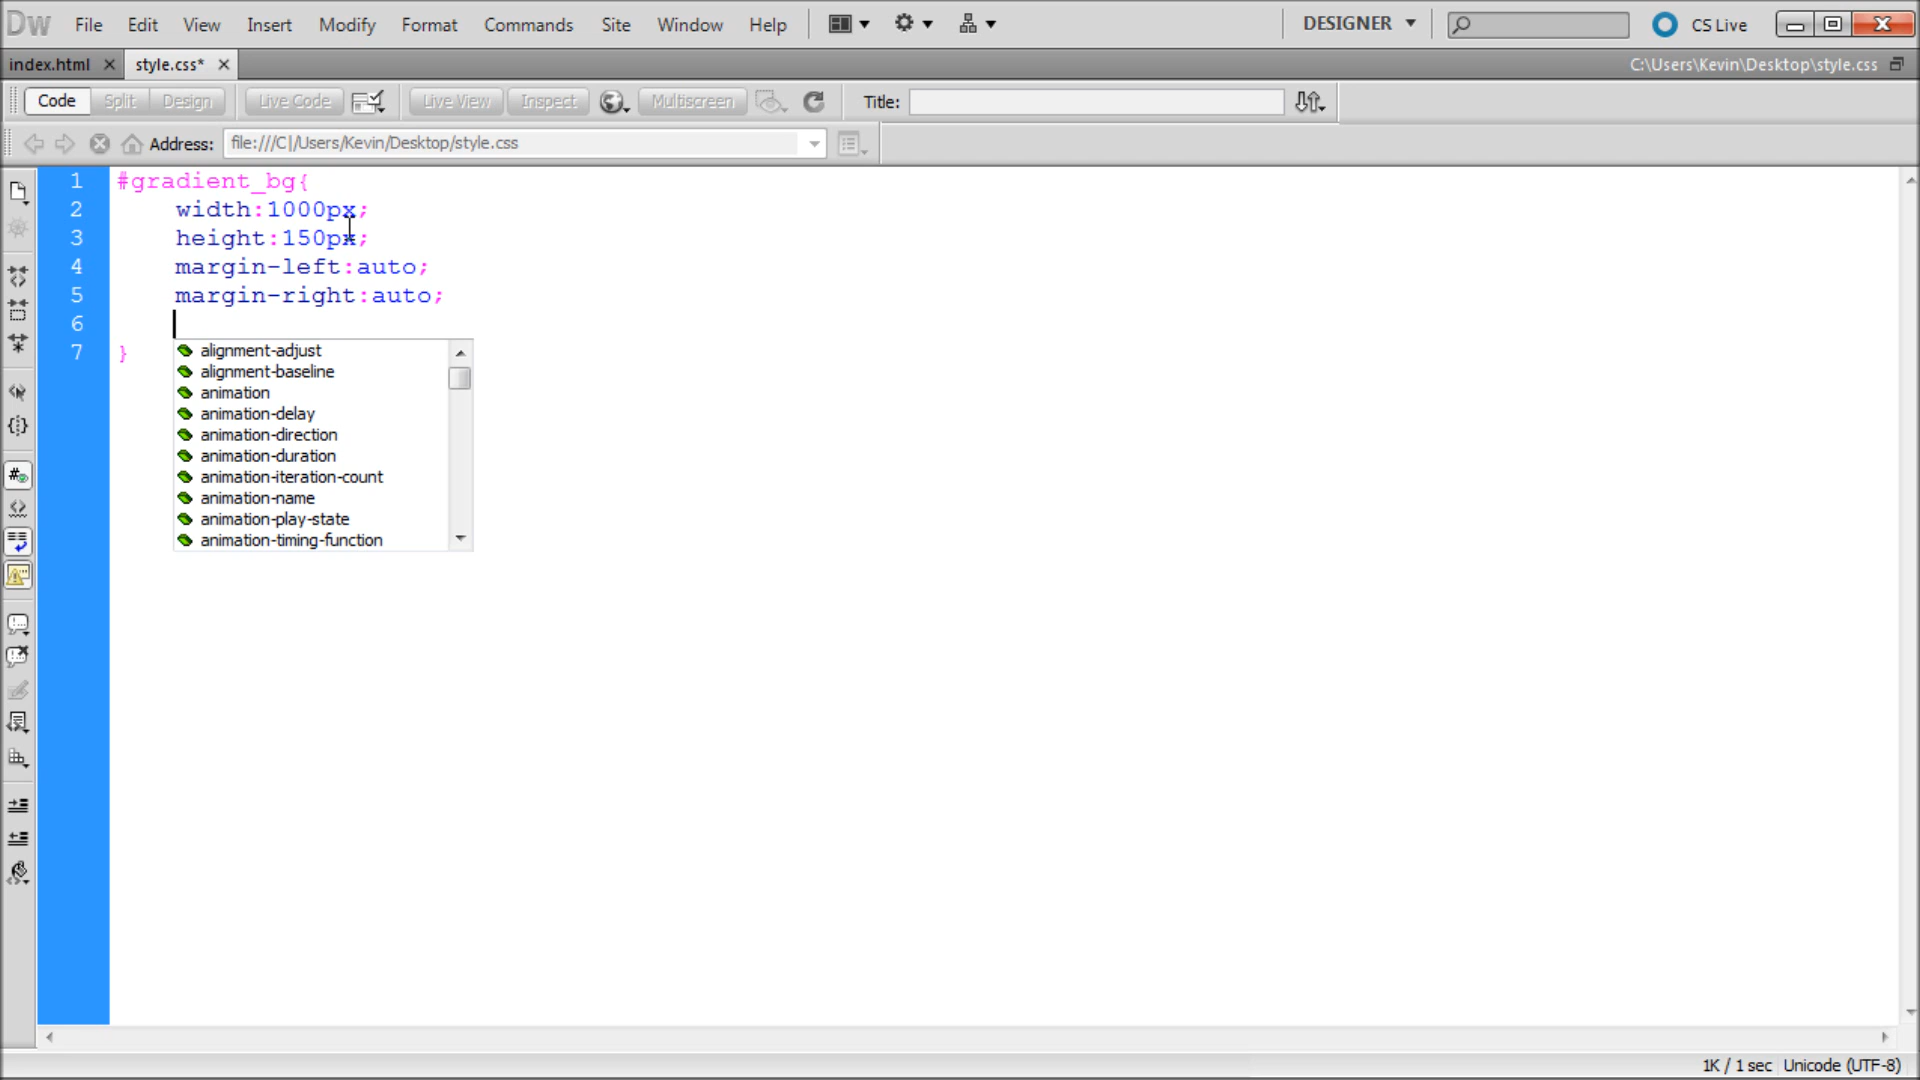 Dw File Edit View Insert Modify Format Commands Site Window Help DESIGNER CS Live
index.html style.css* C:\Users\Kevin\Desktop\style.css
Code Split Design Live Code Live View Inspect Multiscreen Title:
Address: file:///C|/Users/Kevin/Desktop/style.css
1 #gradient_bg{
2 width:1000px;
3 height:150px;
4 margin-left:auto;
5 margin-right:auto;
6
7 }
alignment-adjust
alignment-baseline
animation
animation-delay
animation-direction
animation-duration
animation-iteration-count
animation-name
animation-play-state
animation-timing-function
1K / 1 sec Unicode (UTF-8)